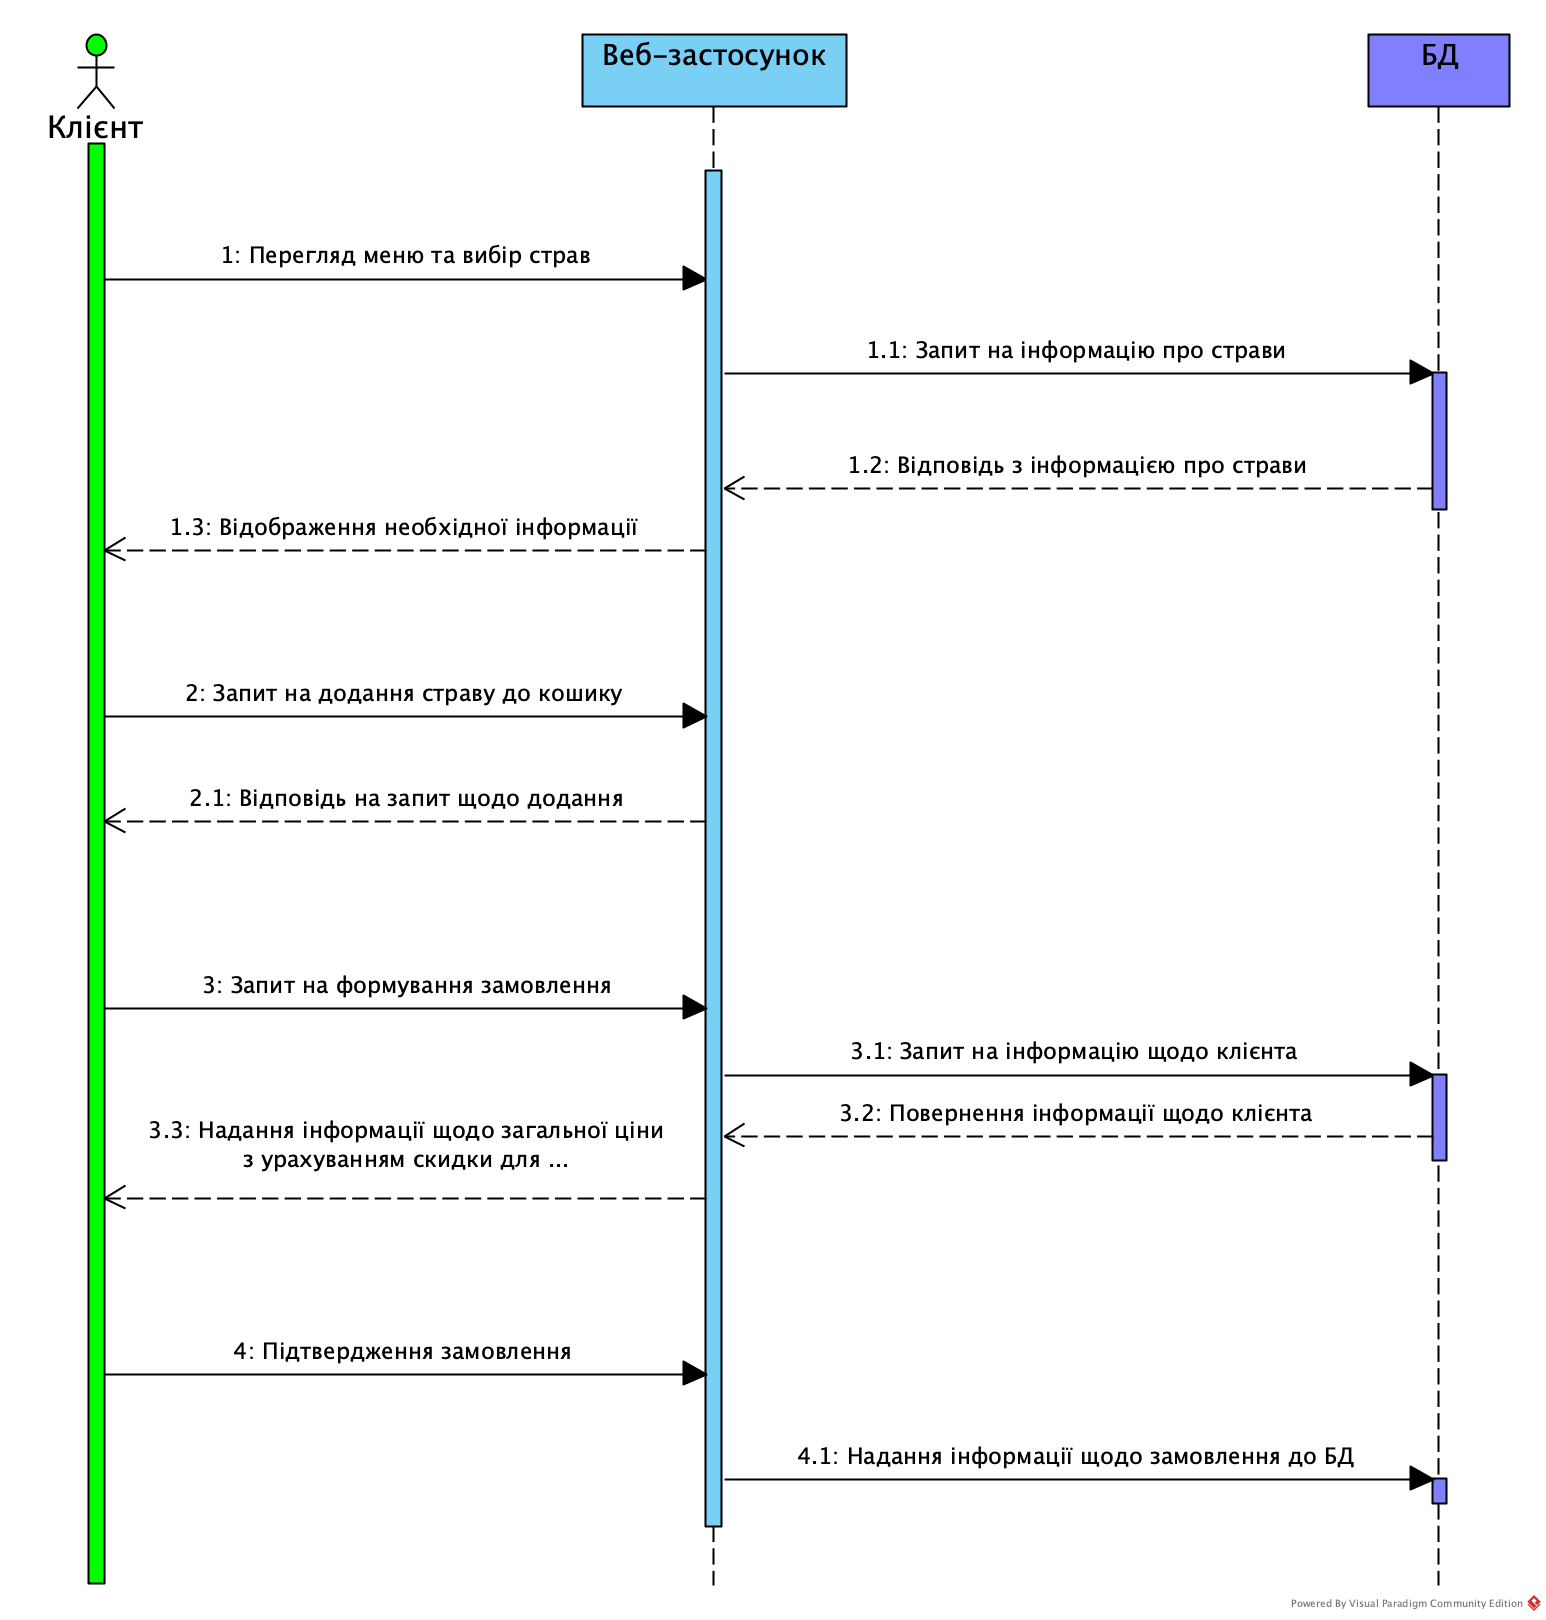 Клієнт
Веб-застосунок
БД
1: Перегляд меню та вибір страв
1.1: Запит на інформацію про страви
1.2: Відповідь з інформацією про страви
1.3: Відображення необхідної інформації
2: Запит на додання страву до кошику
2.1: Відповідь на запит щодо додання
3: Запит на формування замовлення
3.1: Запит на інформацію щодо клієнта
3.2: Повернення інформації щодо клієнта
3.3: Надання інформації щодо загальної ціни
з урахуванням скидки для ...
4: Підтвердження замовлення
4.1: Надання інформації щодо замовлення до БД
Powered By Visual Paradigm Community Edition